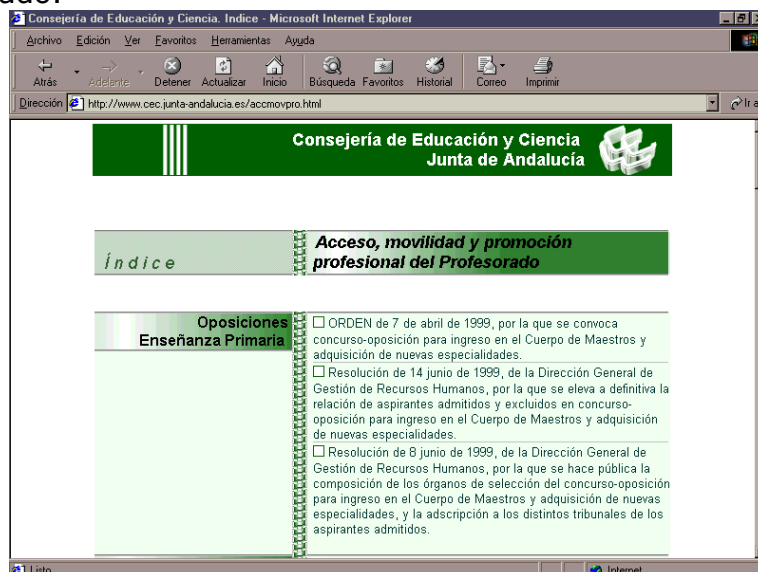 Consejería de Educación y Ciencia. Indice - Microsoft Internet Explorer
Archivo Edición Ver Favoritos Herramientas Ayuda
Atrás Adelante Detener Actualizar Inicio Búsqueda Favoritos Historial Correo Imprimir
Dirección http://www.cec.junta-andalucia.es/accmovpro.html Ir a
Consejería de Educación y Ciencia
Junta de Andalucía
Índice
Acceso, movilidad y promoción
profesional del Profesorado
Oposiciones
Enseñanza Primaria
ORDEN de 7 de abril de 1999, por la que se convoca
concurso-oposición para ingreso en el Cuerpo de Maestros y
adquisición de nuevas especialidades.
Resolución de 14 junio de 1999, de la Dirección General de
Gestión de Recursos Humanos, por la que se eleva a definitiva la
relación de aspirantes admitidos y excluidos en concurso-
oposición para ingreso en el Cuerpo de Maestros y adquisición
de nuevas especialidades.
Resolución de 8 junio de 1999, de la Dirección General de
Gestión de Recursos Humanos, por la que se hace pública la
composición de los órganos de selección del concurso-oposición
para ingreso en el Cuerpo de Maestros y adquisición de nuevas
especialidades, y la adscripción a los distintos tribunales de los
aspirantes admitidos.
Listo Internet